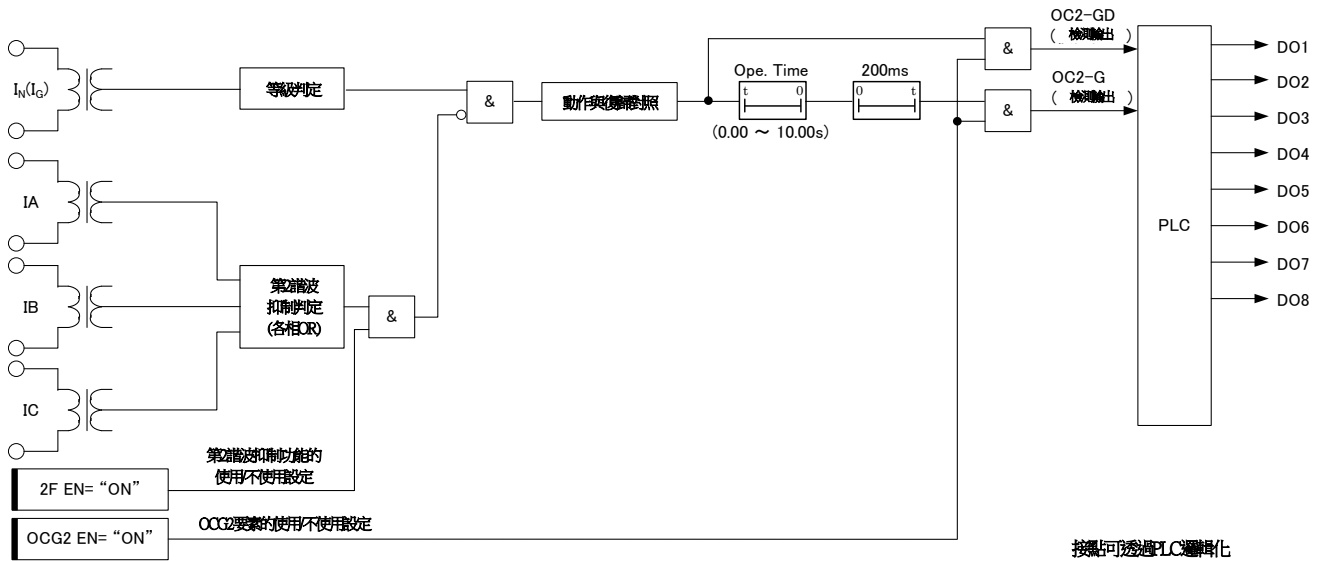 OC2-GD
( 檢測輸出 )
IN(IG)
等級判定
&
動作與復歸對照
Ope. Time
t 0
(0.00 ～ 10.00s)
200ms
0 t
&
OC2-G
( 檢測輸出 )
&
PLC
DO1
DO2
DO3
DO4
DO5
DO6
DO7
DO8
IA
IB
IC
第2諧波
抑制判定
(各相OR)
&
第2諧波抑制功能的
使用/不使用設定
2F EN= “ON”
OCG2要素的使用/不使用設定
OCG2 EN= “ON”
接點可透過PLC邏輯化